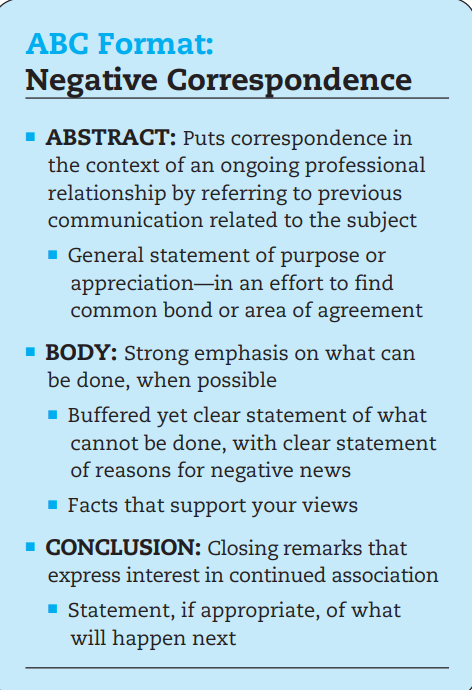 ABC Format:
Negative Correspondence
ABSTRACT: Puts correspondence in
the context of an ongoing professional
relationship by referring to previous
communication related to the subject
General statement of purpose or
appreciation—in an effort to find
common bond or area of agreement
BODY: Strong emphasis on what can
be done, when possible
Buffered yet clear statement of what
cannot be done, with clear statement
of reasons for negative news
Facts that support your views
CONCLUSION: Closing remarks that
express interest in continued association
Statement, if appropriate, of what
will happen next